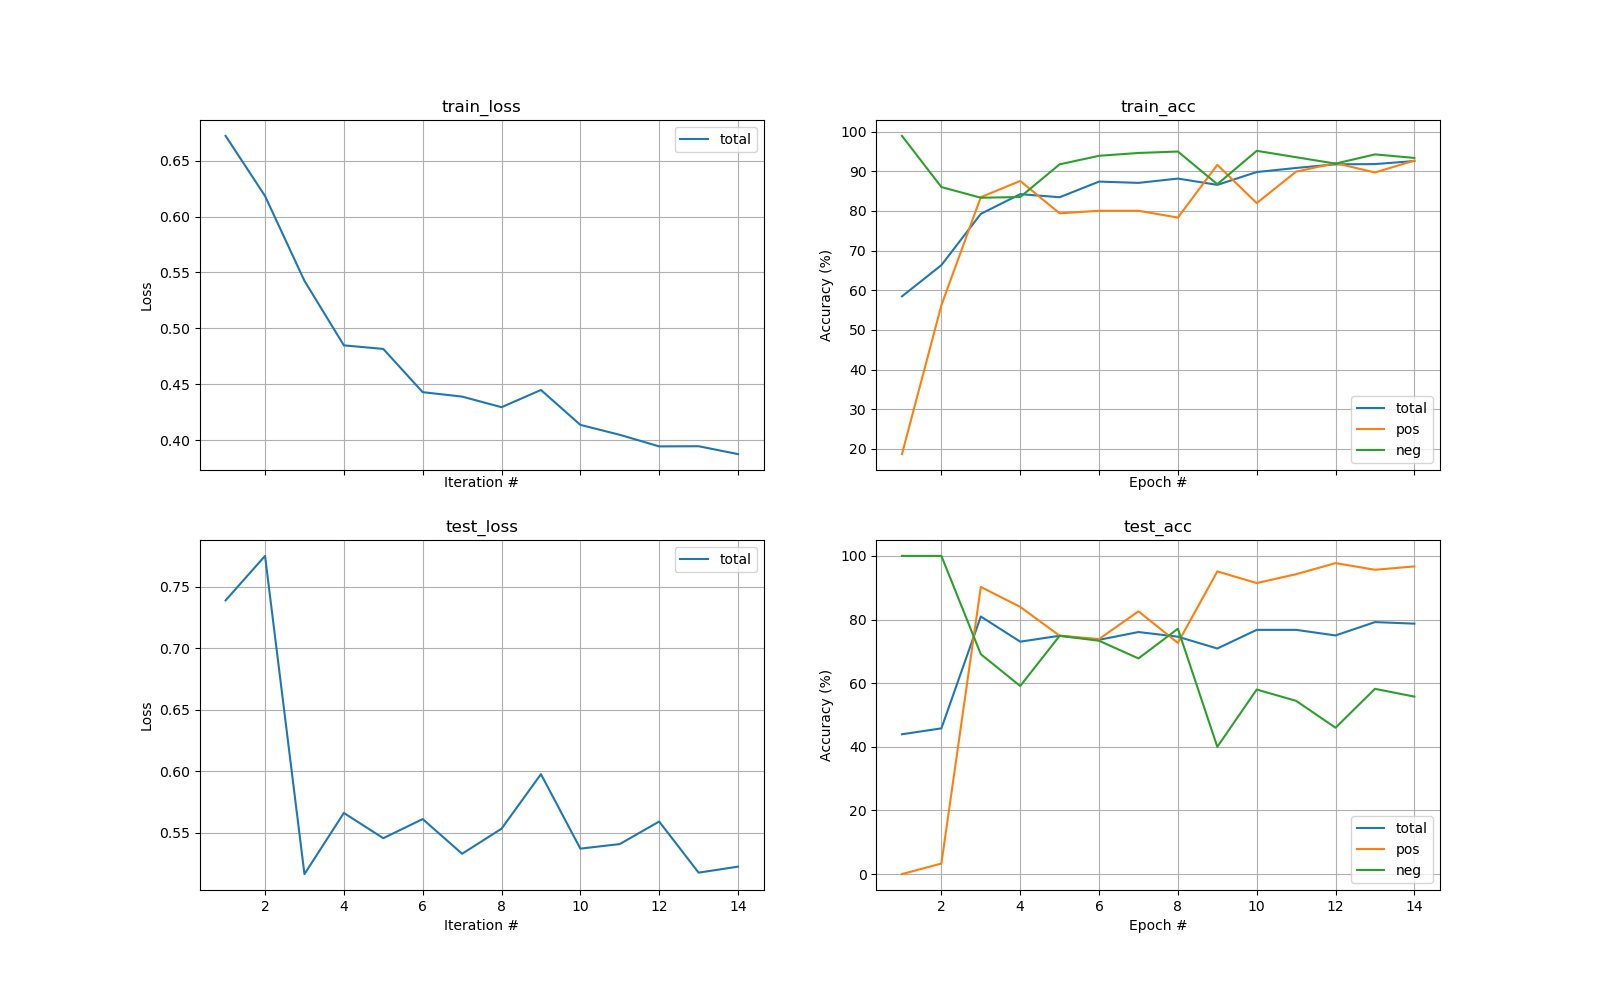 train_loss
total
0.65
0.60
0.55
0.50
0.45
0.40
Loss
Iteration #
train_acc
100
90
80
70
60
50
40
30
20
Accuracy (%)
total
pos
neg
Epoch #
test_loss
total
0.75
0.70
0.65
0.60
0.55
Loss
2 4 6 8 10 12 14
Iteration #
test_acc
100
80
60
40
20
0
Accuracy (%)
total
pos
neg
2 4 6 8 10 12 14
Epoch #